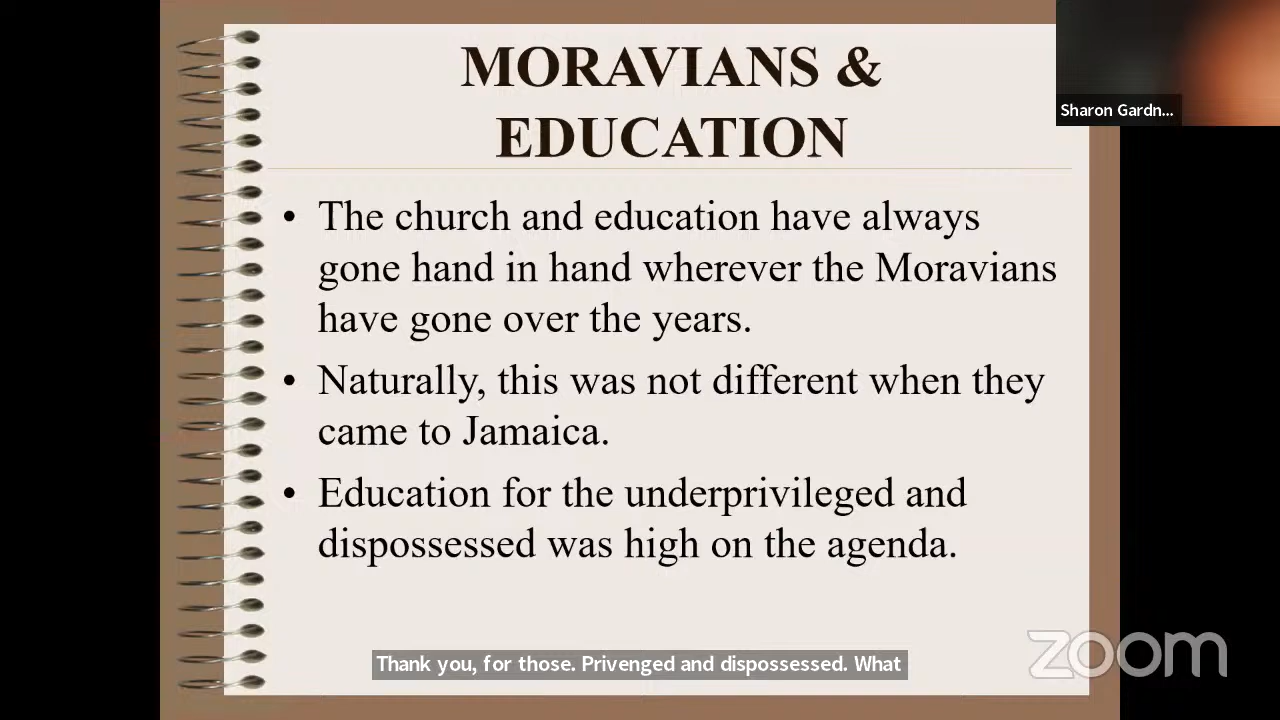 MORAVIANS &
EDUCATION
Sharon Gardn...
• The church and education have always
gone hand in hand wherever the Moravians
have gone over the years.
• Naturally, this was not different when they
came to Jamaica.
• Education for the underprivileged and
dispossessed was high on the agenda.
Thank you, for those. Privenged and dispossessed. What
zoom